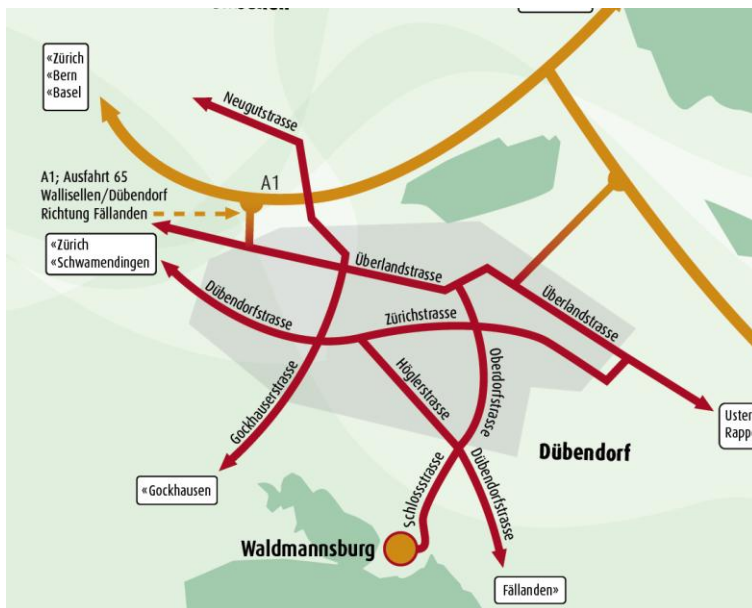 «Zürich
«Bern
«Basel
Neugutstrasse
A1; Ausfahrt 65
Wallisellen/Dübendorf
Richtung Fällanden
A1
«Zürich
«Schwamendingen
Überlandstrasse
Überlandstrasse
Dübendorfstrasse
Zürichstrasse
Gockhauserstrasse
Höglerstrasse
Oberdorfstrasse
Dübendorf
«Gockhausen
Schlossstrasse
Dübendorfstrasse
Waldmannsburg
Fällanden»